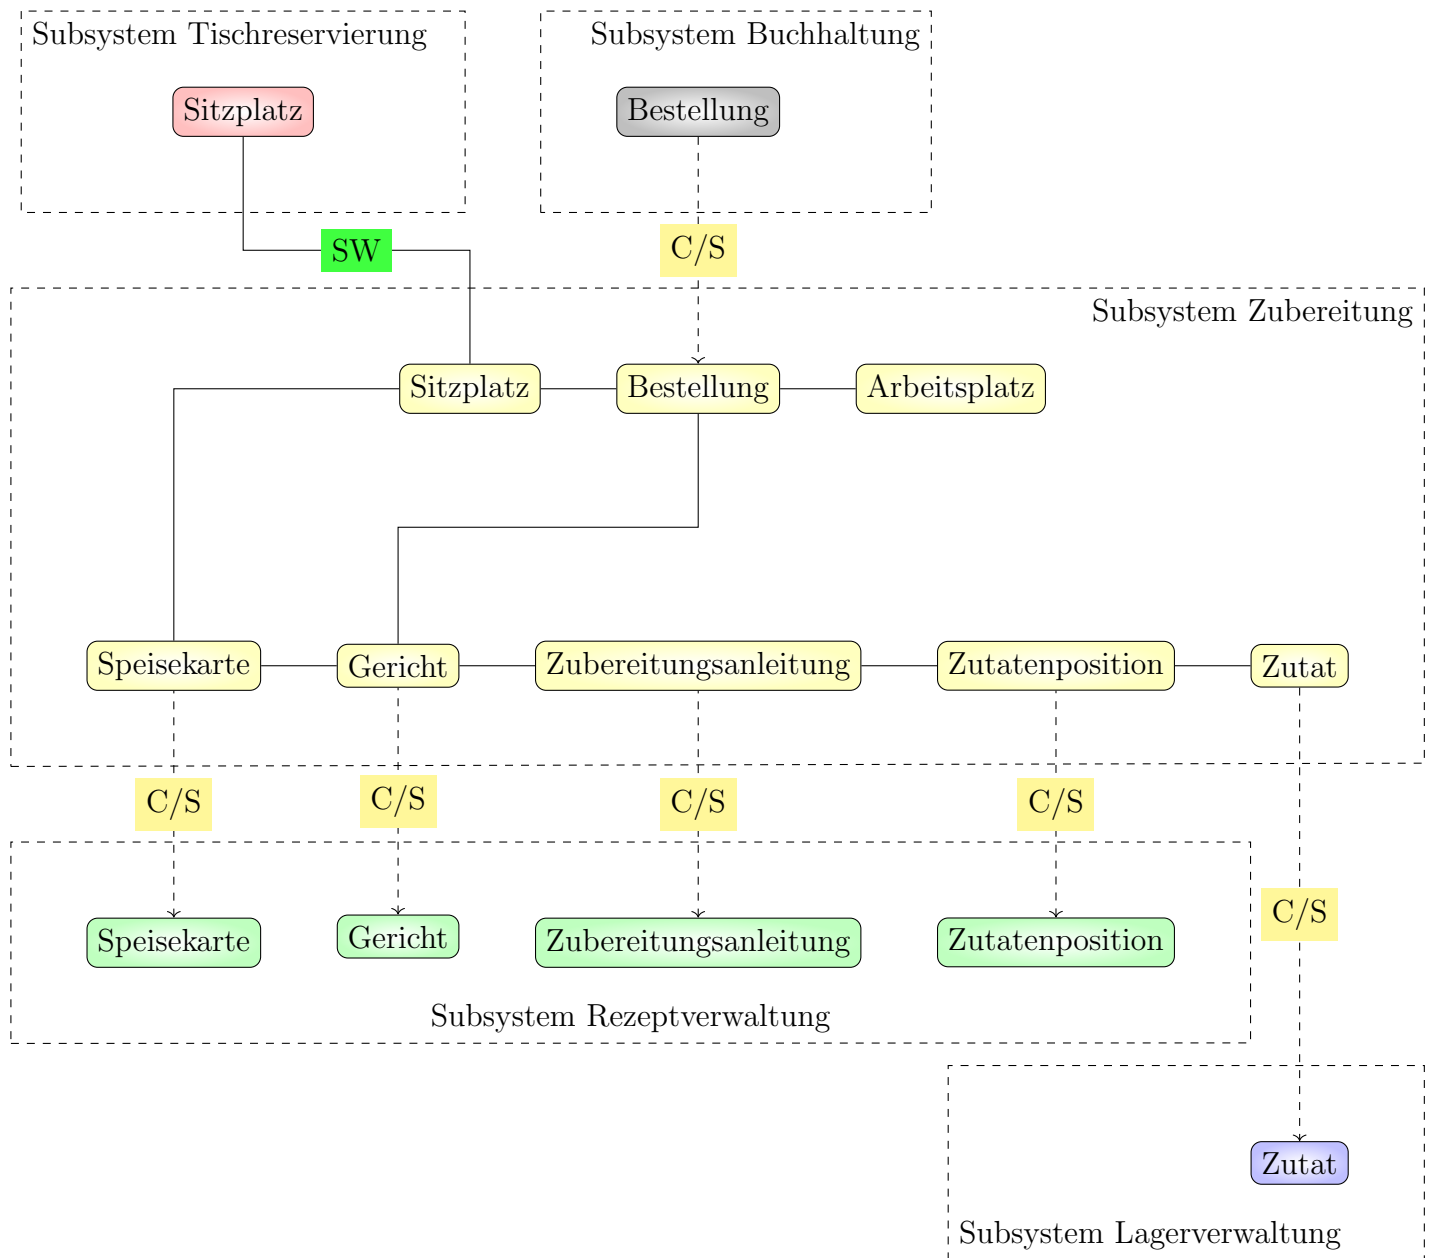 Subsystem Tischreservierung
Subsystem Buchhaltung
Sitzplatz
Bestellung
SW
C/S
Subsystem Zubereitung
Sitzplatz
Bestellung
Arbeitsplatz
Speisekarte
Gericht
Zubereitungsanleitung
Zutatenposition
Zutat
C/S
C/S
C/S
C/S
C/S
Speisekarte
Gericht
Zubereitungsanleitung
Zutatenposition
Subsystem Rezeptverwaltung
Zutat
Subsystem Lagerverwaltung